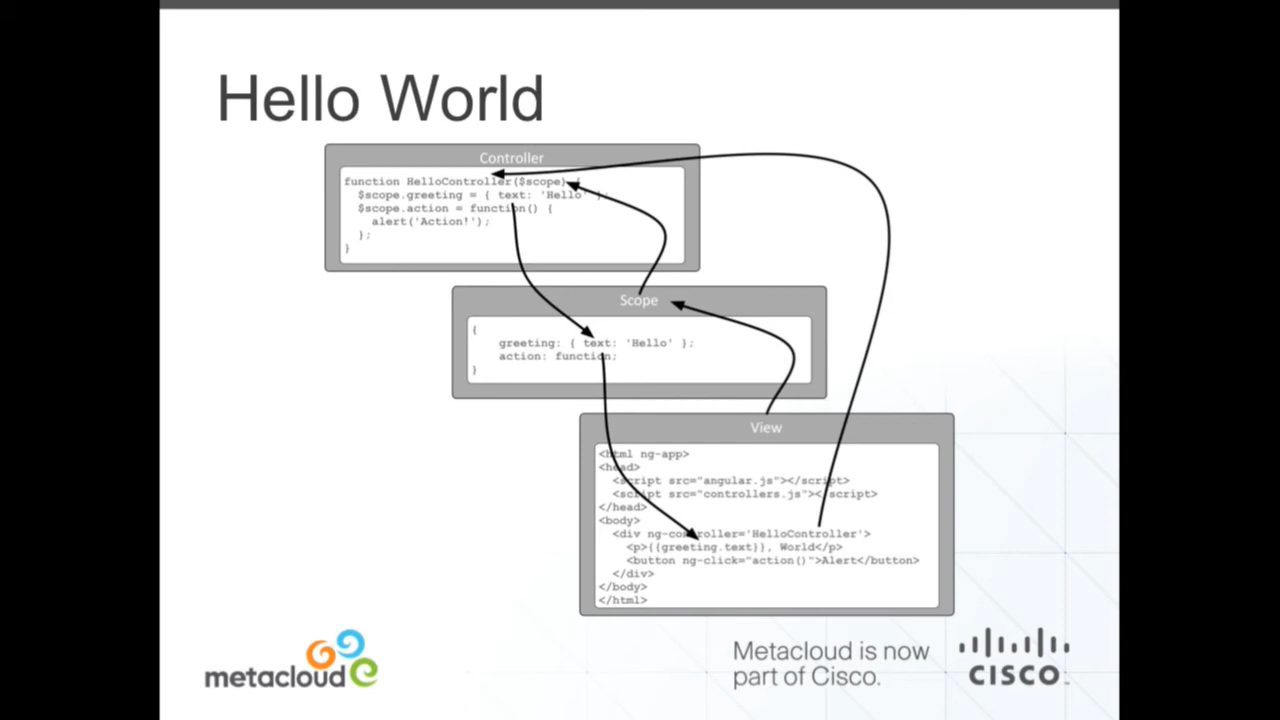 Hello World
Controller
function HelloController($scope) {
$scope.greeting = { text: 'Hello' };
$scope.action = function() {
alert('Action!');
};
}
Scope
{
greeting: { text: 'Hello' };
action: function;
}
View
<html ng-app>
<head>
<script src="angular.js"></script>
<script src="controllers.js"></script>
</head>
<body>
<div ng-controller='HelloController'>
<p>{{greeting.text}}, World</p>
<button ng-click="action()">Alert</button>
</div>
</body>
</html>
metacloud
Metacloud is now
part of Cisco.
CISCO